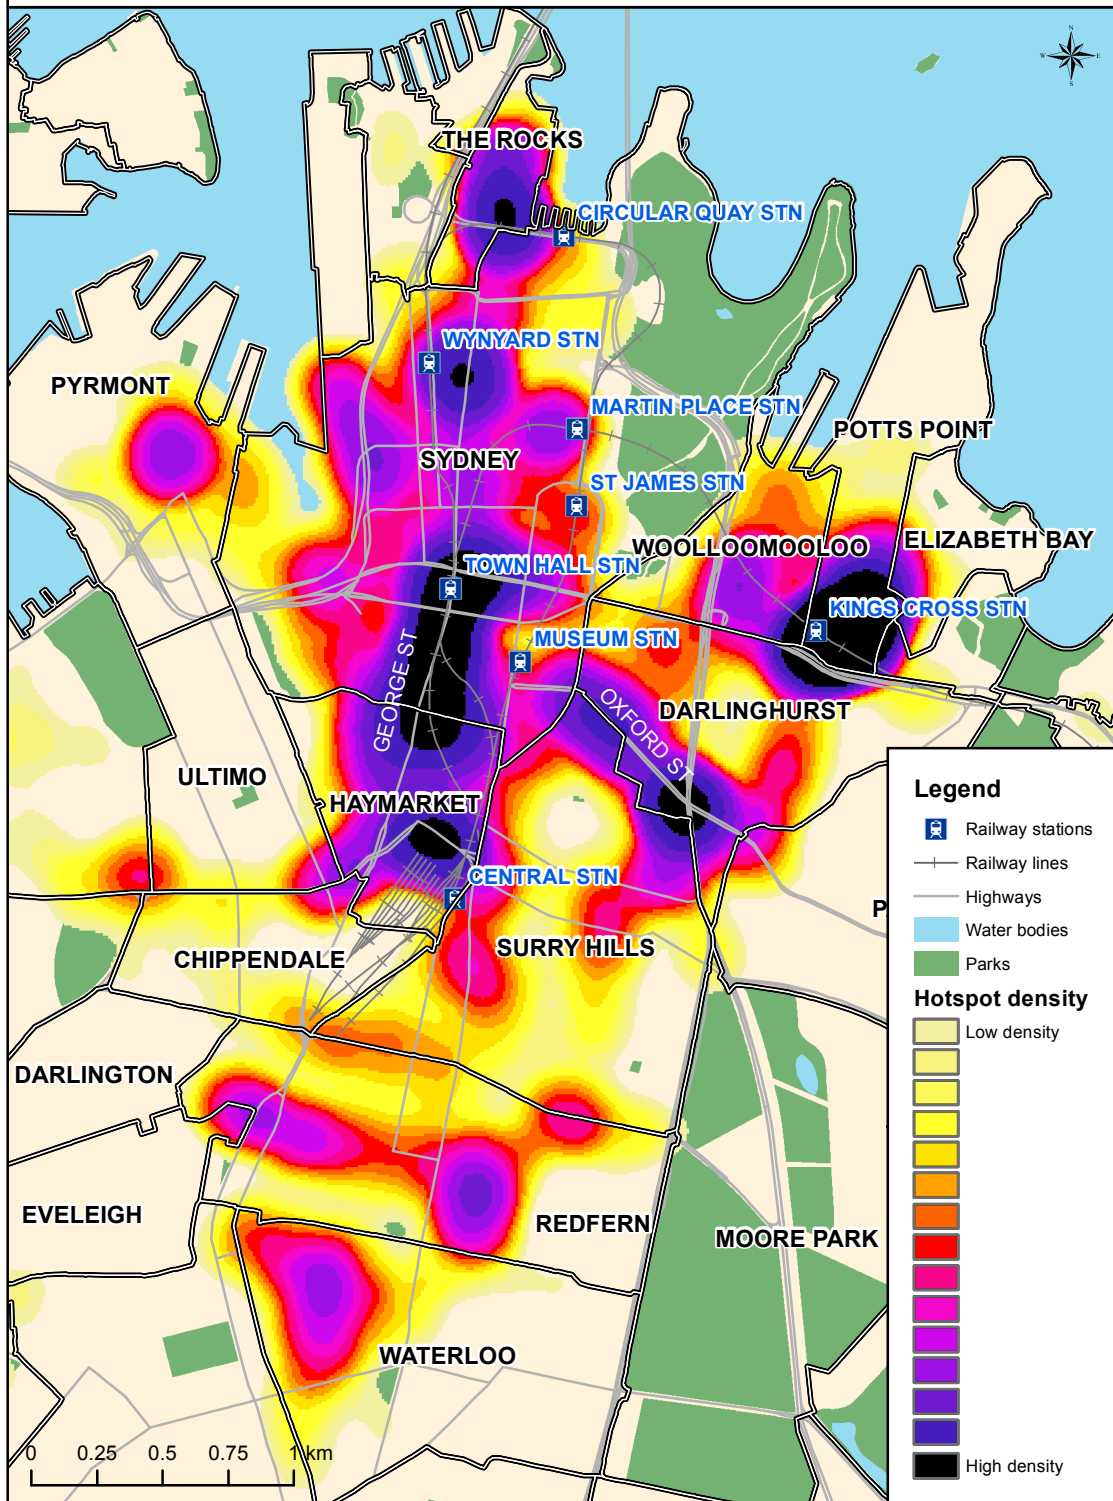 N
W E
S
THE ROCKS
CIRCULAR QUAY STN
WYNYARD STN
PYRMONT
MARTIN PLACE STN
POTTS POINT
SYDNEY
ST JAMES STN
WOOLLOOMOOLOO
ELIZABETH BAY
TOWN HALL STN
KINGS CROSS STN
MUSEUM STN
GEORGE ST
OXFORD ST
DARLINGHURST
ULTIMO
HAYMARKET
CENTRAL STN
P
SURRY HILLS
CHIPPENDALE
DARLINGTON
EVELEIGH
REDFERN
MOORE PARK
WATERLOO
0 0.25 0.5 0.75 1 km
Legend
Railway stations
Railway lines
Highways
Water bodies
Parks
Hotspot density
Low density
High density